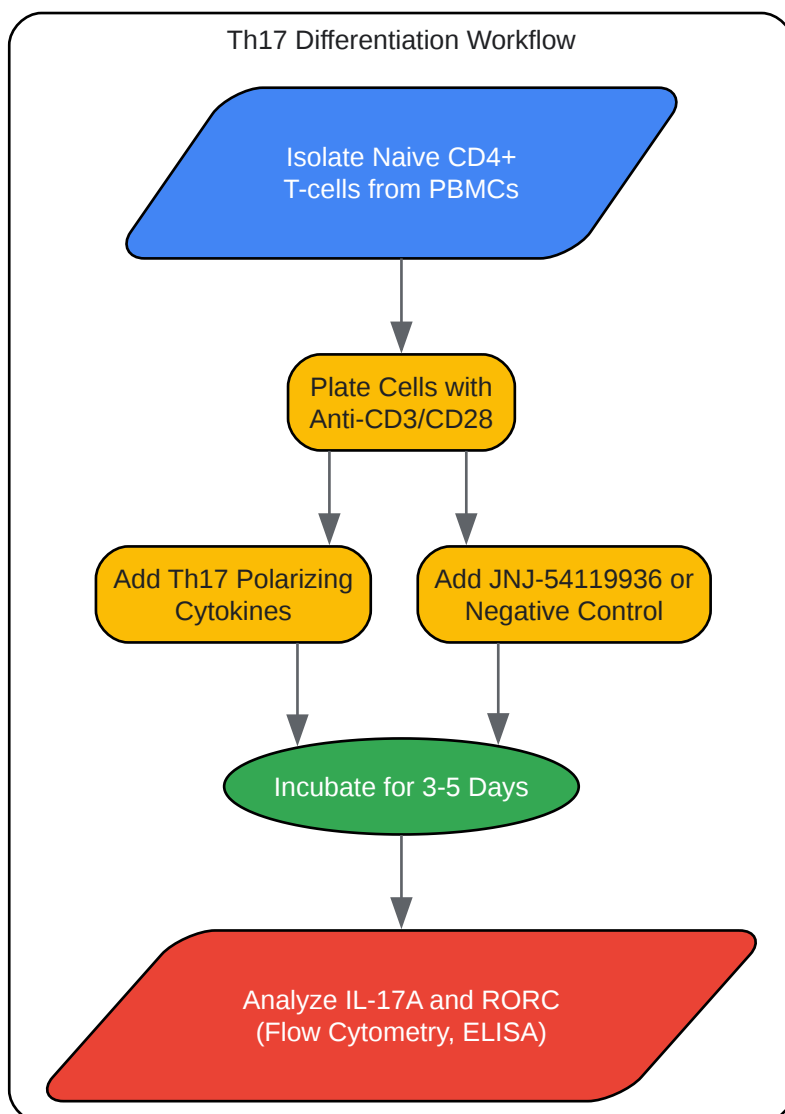 Th17 Differentiation Workflow
Isolate Naive CD4+
T-cells from PBMCs
Plate Cells with
Anti-CD3/CD28
Add Th17 Polarizing
Cytokines
Add JNJ-54119936 or
Negative Control
Incubate for 3-5 Days
Analyze IL-17A and RORC
(Flow Cytometry, ELISA)